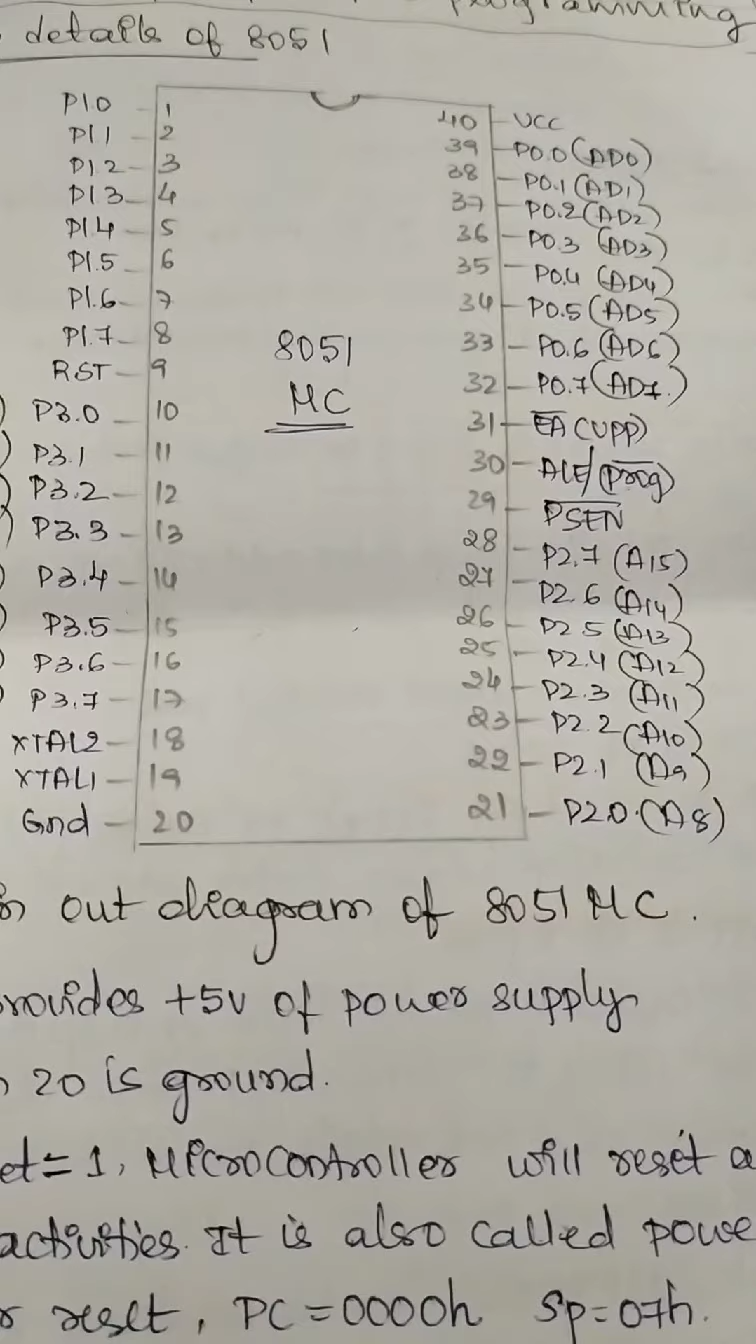 programming
details of 8051
P1.0 1
P1.1 2
P1.2 3
P1.3 4
P1.4 5
P1.5 6
P1.6 7
P1.7 8
RST 9
) P3.0 10
) P3.1 11
) P3.2 12
) P3.3 13
) P3.4 14
) P3.5 15
) P3.6 16
) P3.7 17
XTAL2 18
XTAL1 19
Gnd 20
8051
MC
40 VCC
39 P0.0 (AD0)
38 P0.1 (AD1)
37 P0.2 (AD2)
36 P0.3 (AD3)
35 P0.4 (AD4)
34 P0.5 (AD5)
33 P0.6 (AD6)
32 P0.7 (AD7.)
31 E̅A̅ (VPP)
30 ALE/(P̅r̅o̅g̅)
29 P̅S̅E̅N̅
28 P2.7 (A15)
27 P2.6 (A14)
26 P2.5 (A13)
25 P2.4 (A12)
24 P2.3 (A11)
23 P2.2 (A10)
22 P2.1 (A9)
21 P2.0. (A8)
out diagram of 8051 MC.
rovides +5v of power supply
20 is ground.
et = 1, Microcontroller will reset a
activities. It is also called powe
r reset, PC = 0000h SP = 07h.